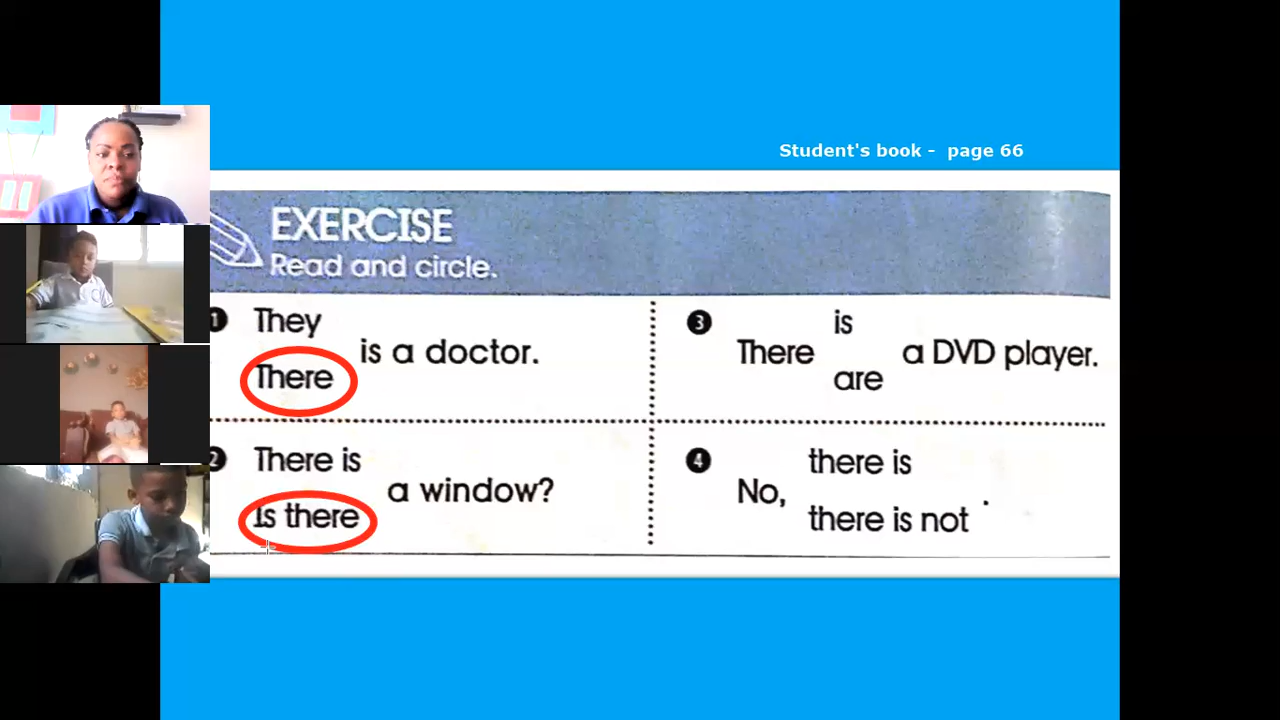 Student's book - page 66
EXERCISE
Read and circle.
1 They
There
is a doctor.
2 There is
Is there
a window?
3 There
is
are
a DVD player.
4 No,
there is
there is not
.